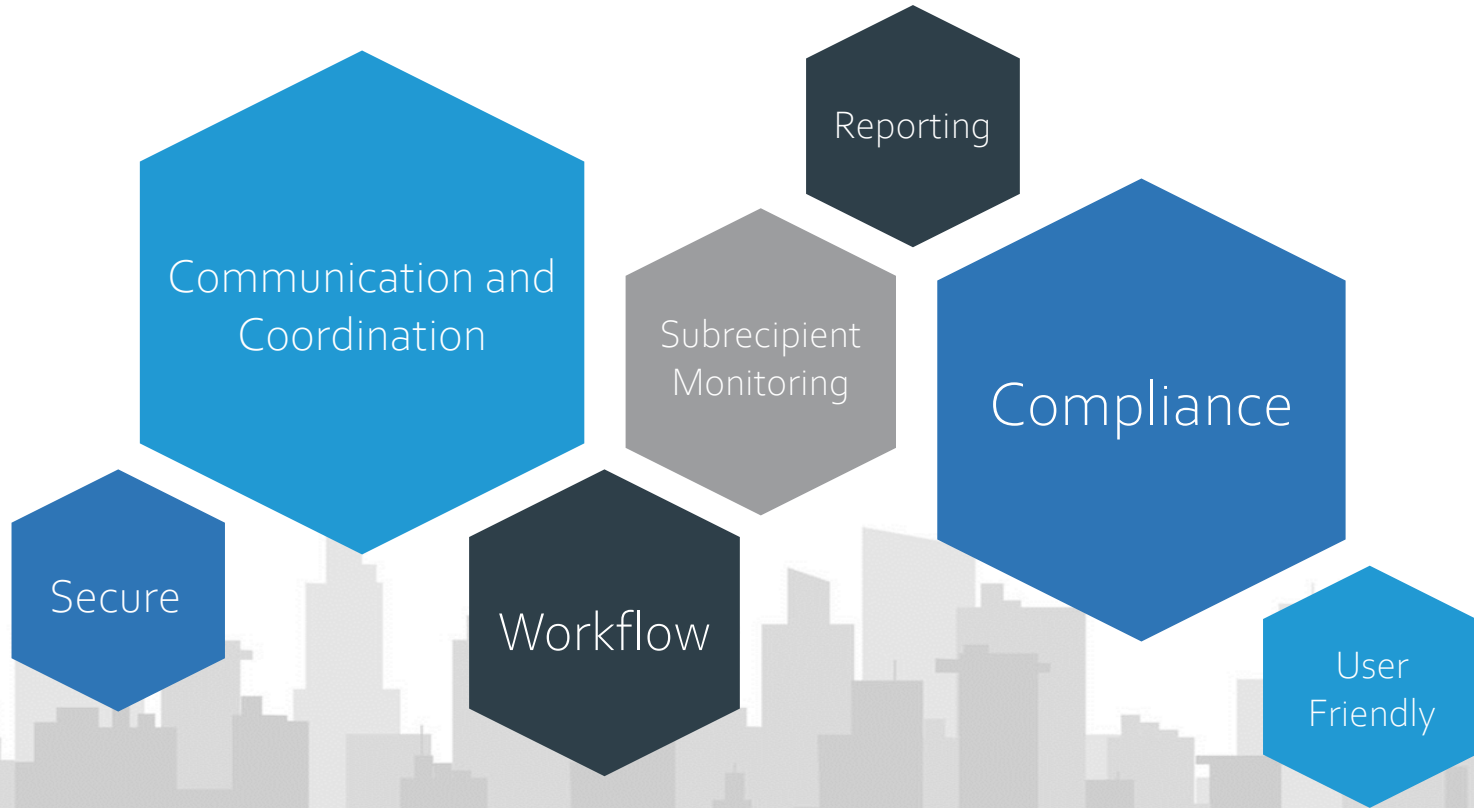 Reporting
Communication and
Coordination
Subrecipient
Monitoring
Compliance
Secure
Workflow
User
Friendly